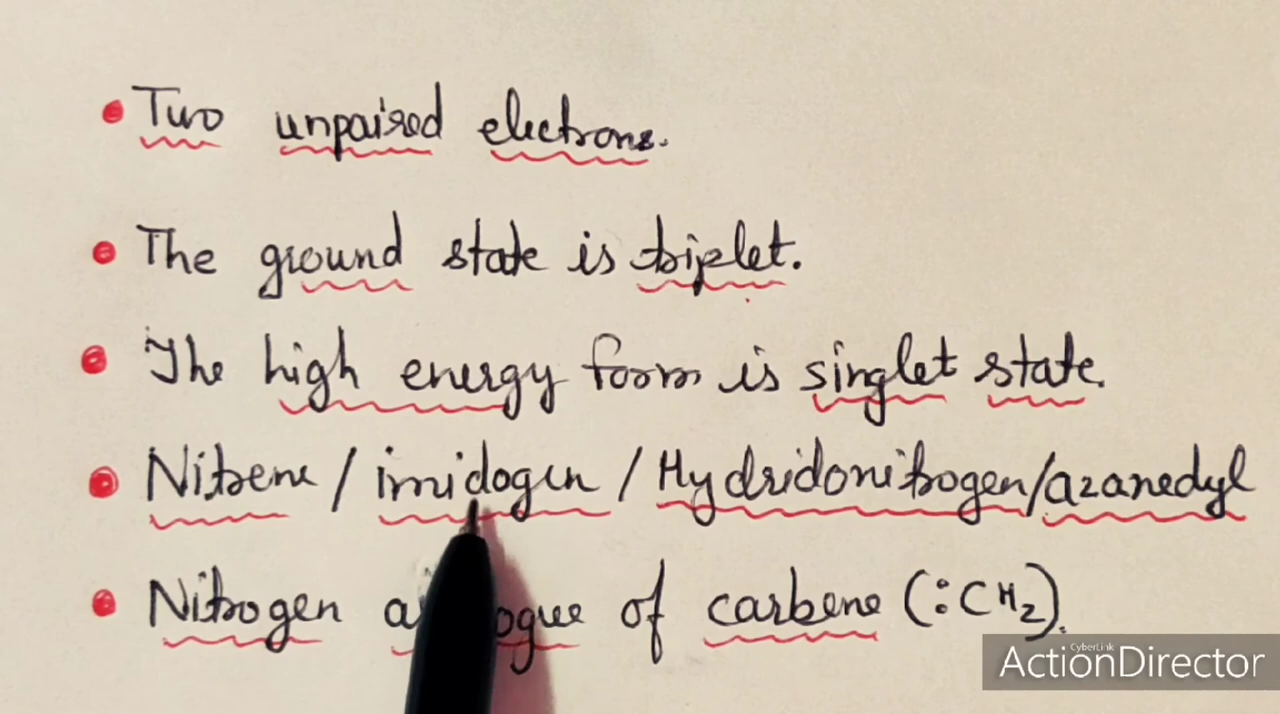 • Two unpaired electrons.
• The ground state is triplet.
• The high energy form is singlet state.
• Nitrene / imidogen / Hydridonitrogen/azanedyl
• Nitrogen of carbene (:CH₂).
CyberLink
ActionDirector